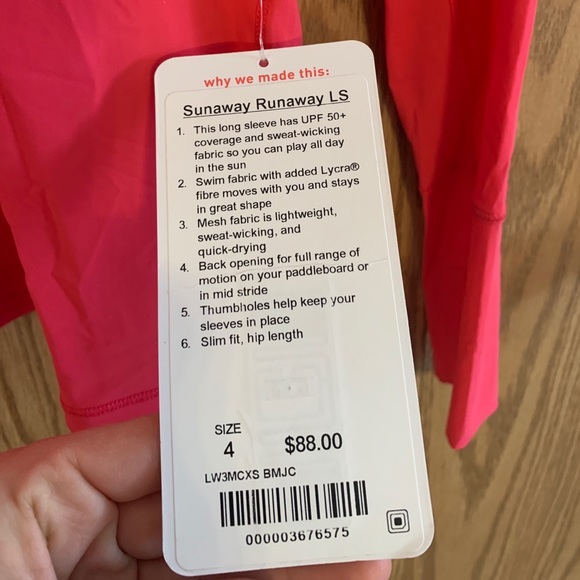 why we made this:
Sunaway Runaway LS
1. This long sleeve has UPF 50+
coverage and sweat-wicking
fabric so you can play all day
in the sun
2. Swim fabric with added Lycra®
fibre moves with you and stays
in great shape
3. Mesh fabric is lightweight,
sweat-wicking, and
quick-drying
4. Back opening for full range of
motion on your paddleboard or
in mid stride
5. Thumbholes help keep your
sleeves in place
6. Slim fit, hip length
SIZE
4 $88.00
LW3MCXS BMJC
000003676575